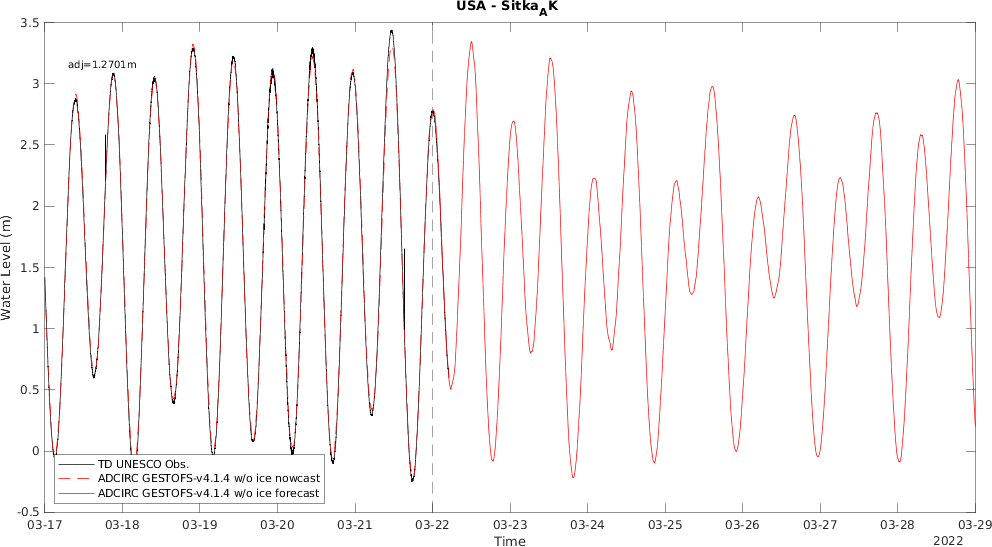 USA - Sitka_AK
adj=1.2701m
3.5
3
2.5
2
1.5
1
0.5
0
-0.5
Water Level (m)
TD UNESCO Obs.
ADCIRC GESTOFS-v4.1.4 w/o ice nowcast
ADCIRC GESTOFS-v4.1.4 w/o ice forecast
03-17 03-18 03-19 03-20 03-21 03-22 03-23 03-24 03-25 03-26 03-27 03-28 03-29
Time
2022